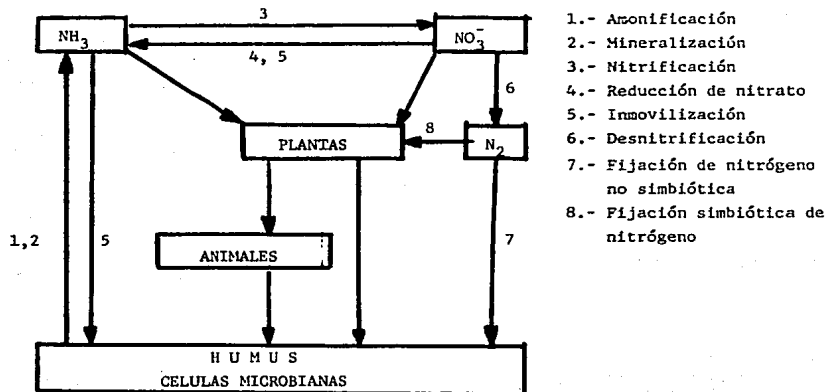 3
NH3
NO3-
4, 5
6
8
PLANTAS
N2
ANIMALES
1,2
5
7
H U M U S
CELULAS MICROBIANAS
1.- Amonificación
2.- Mineralización
3.- Nitrificación
4.- Reducción de nitrato
5.- Inmovilización
6.- Desnitrificación
7.- Fijación de nitrógeno
no simbiótica
8.- Fijación simbiótica de
nitrógeno